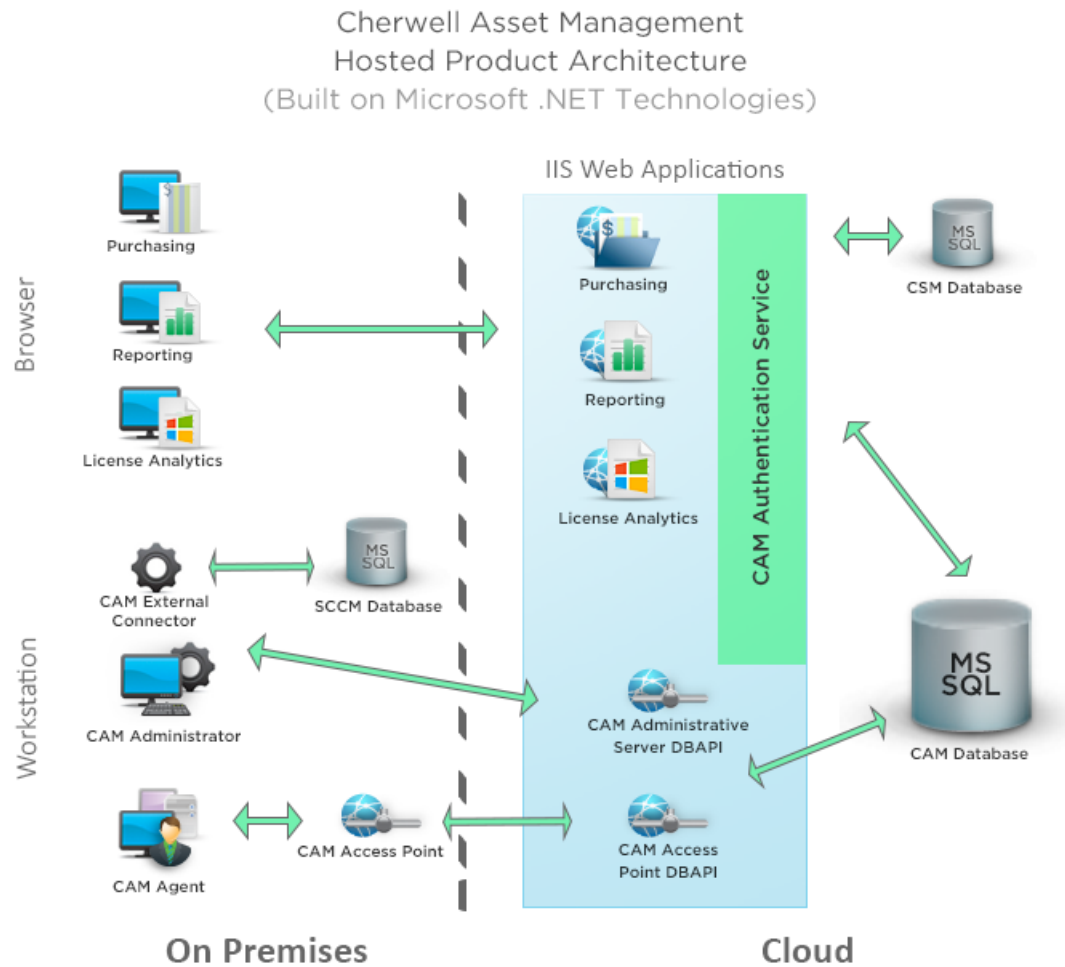 Cherwell Asset Management
Hosted Product Architecture
(Built on Microsoft .NET Technologies)
IIS Web Applications
Browser
Purchasing
Reporting
License Analytics
Purchasing
Reporting
License Analytics
CAM Authentication Service
MS
SQL
CSM Database
Workstation
CAM External
Connector
MS
SQL
SCCM Database
CAM Administrator
CAM Agent
CAM Access Point
CAM Administrative
Server DBAPI
CAM Access
Point DBAPI
MS
SQL
CAM Database
On Premises
Cloud